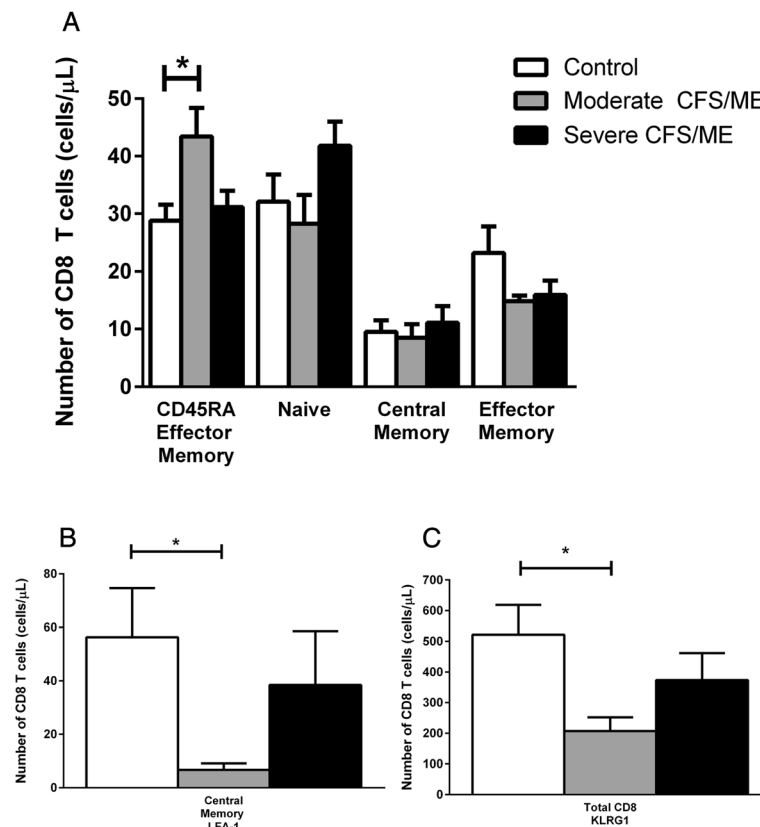 A
*
Control
Moderate CFS/ME
Severe CFS/ME
Number of CD8 T cells (cells/μL)
50
40
30
20
10
0
CD45RA
Effector
Memory
Naive
Central
Memory
Effector
Memory
B
*
Number of CD8 T cells (cells/μL)
80
60
40
20
0
Central
Memory
LFA-1
C
*
Number of CD8 T cells (cells/μL)
700
600
500
400
300
200
100
0
Total CD8
KLRG1